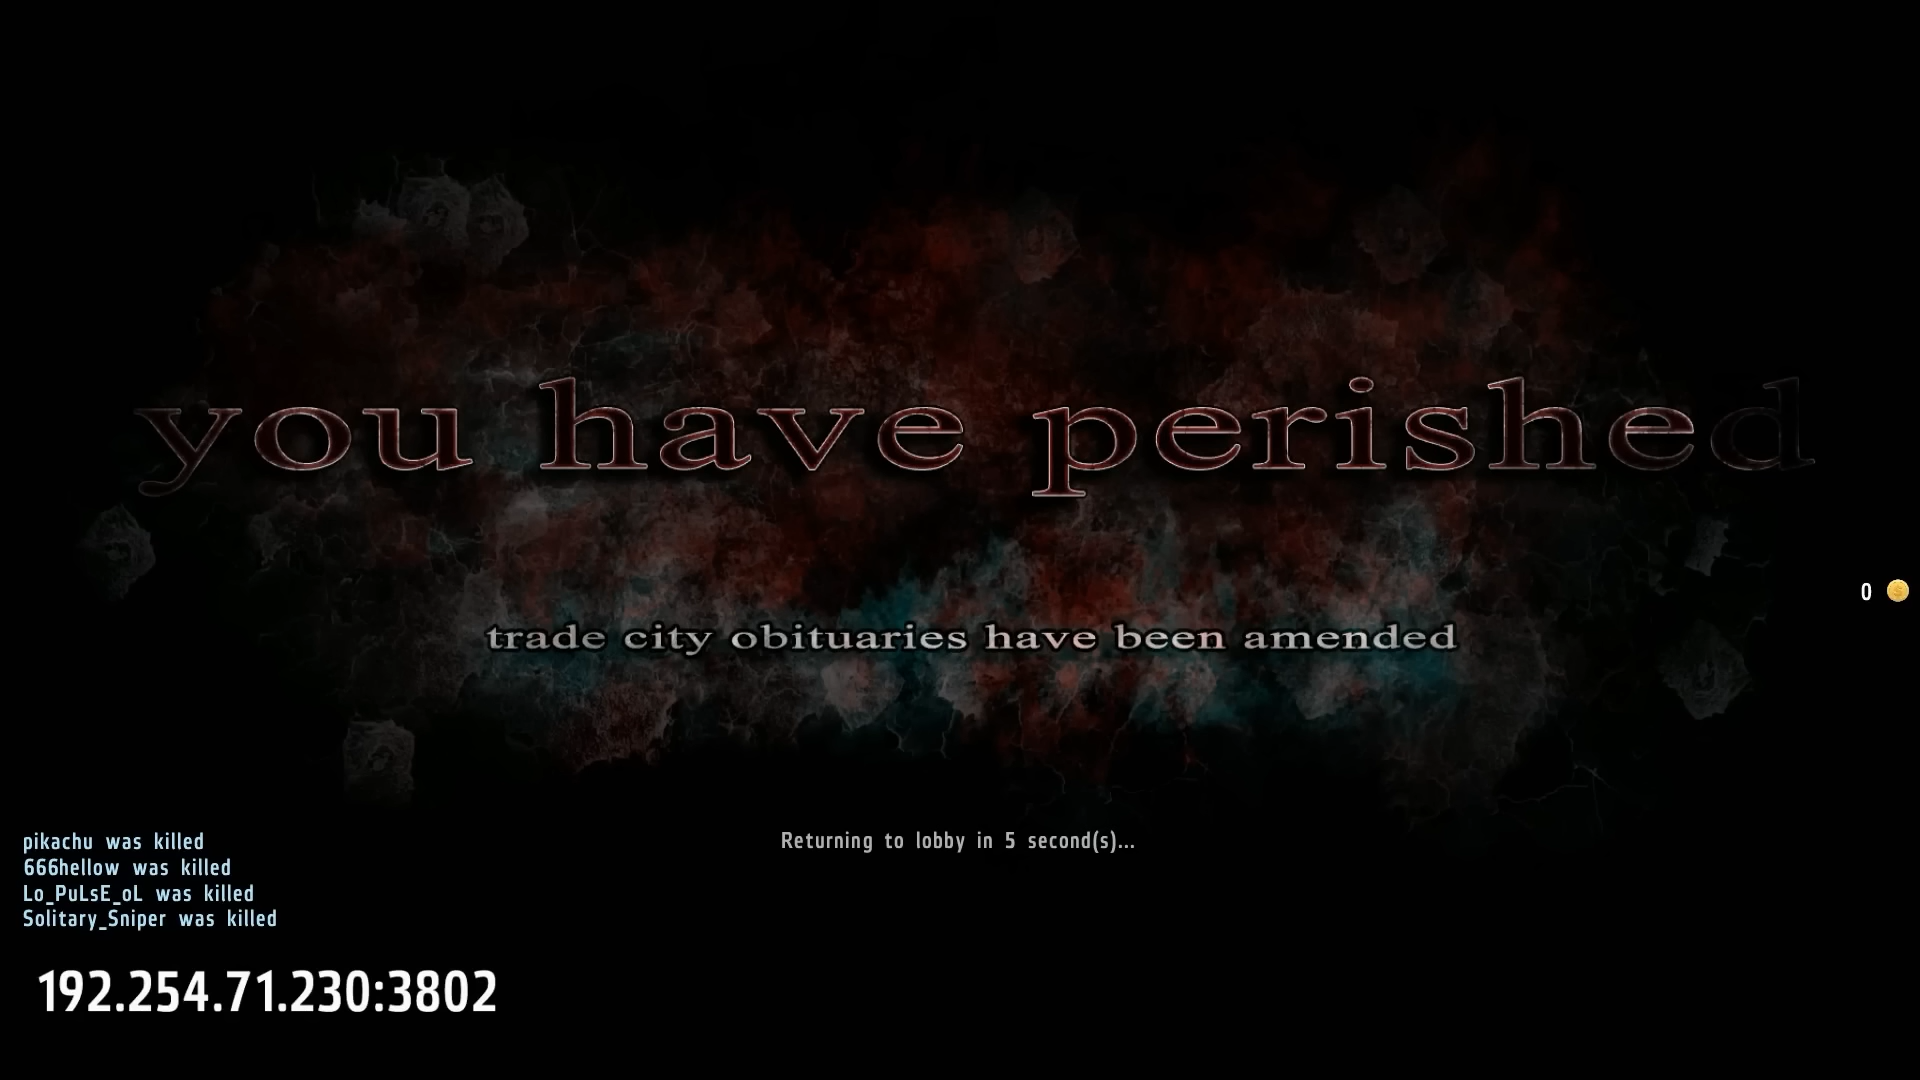 you have perished
0
trade city obituaries have been amended
Returning to lobby in 5 second(s)...
pikachu was killed
666hellow was killed
Lo_PuLsE_oL was killed
Solitary_Sniper was killed
192.254.71.230:3802